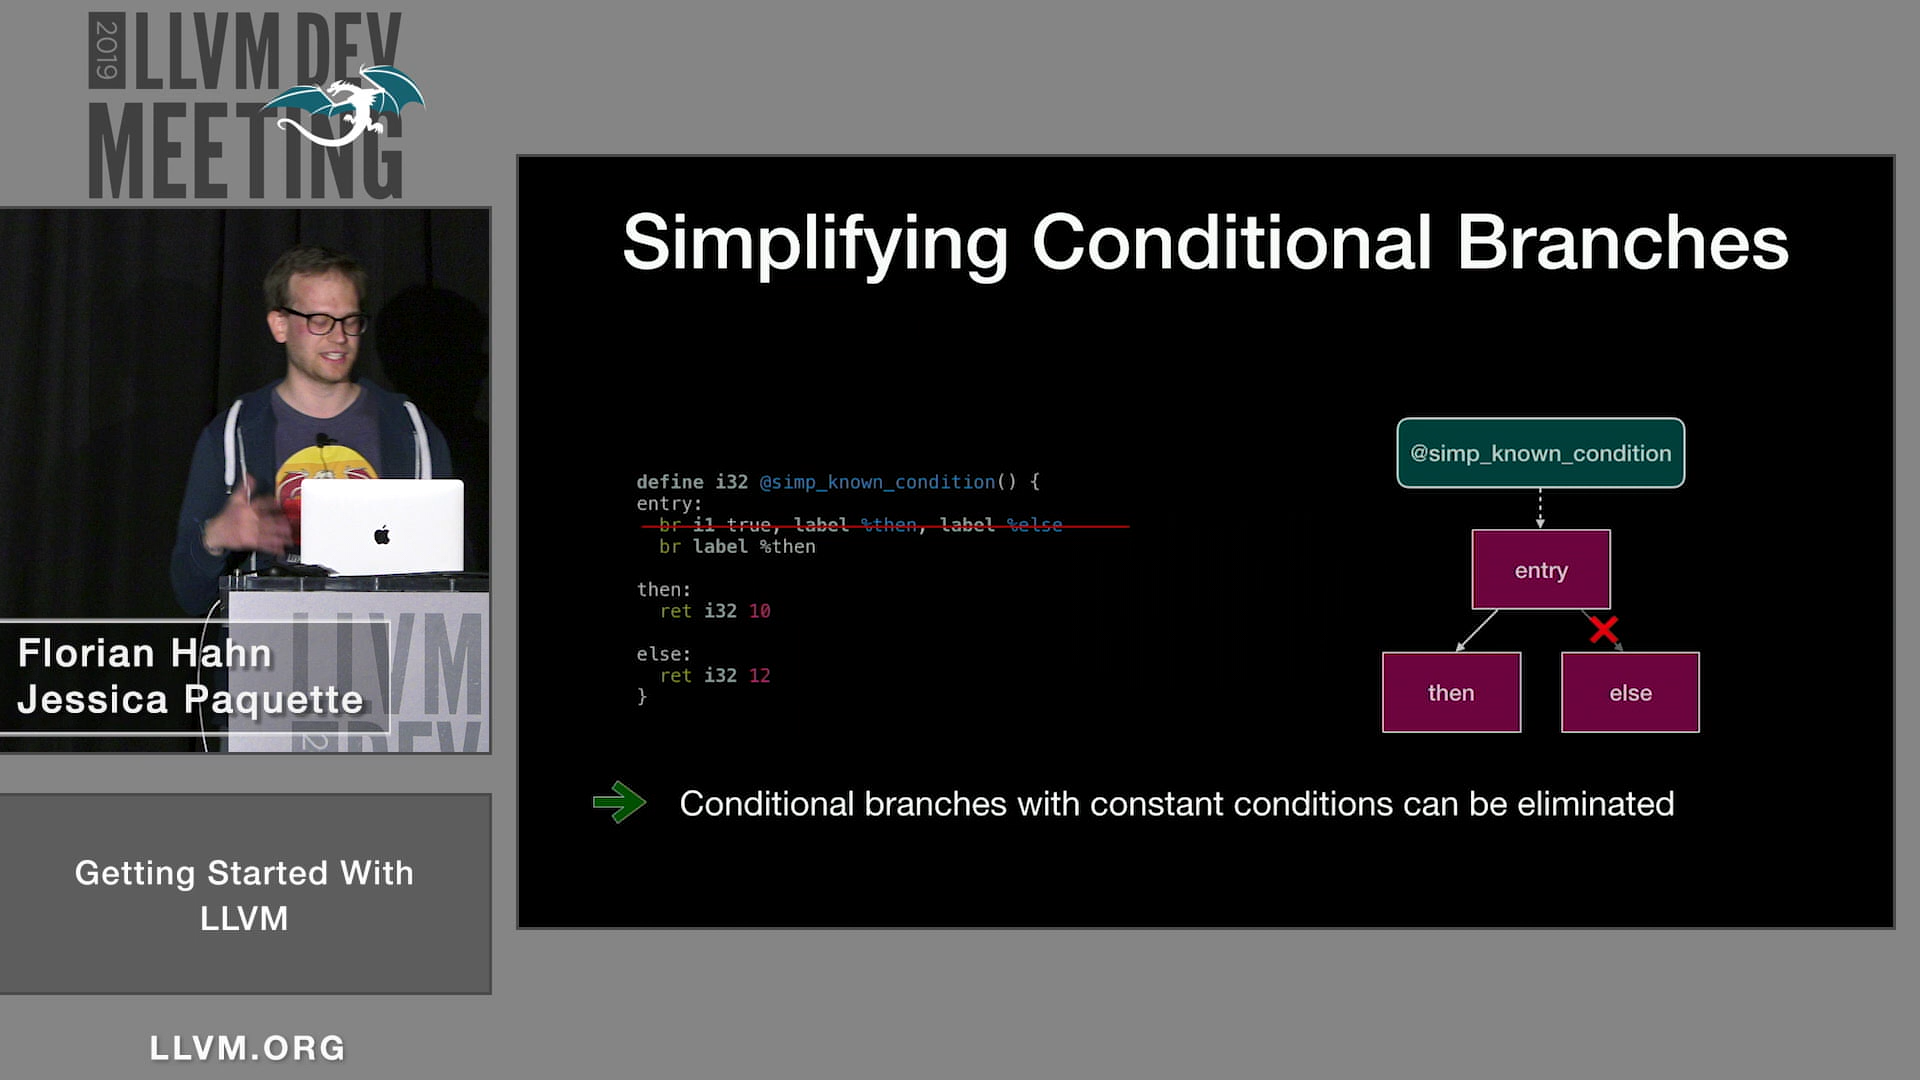 2019
LLVM DEV
MEETING
Simplifying Conditional Branches
define i32 @simp_known_condition() {
entry:
br i1 true, label %then, label %else
br label %then
then:
ret i32 10
else:
ret i32 12
}
@simp_known_condition
entry
then
else
Conditional branches with constant conditions can be eliminated
LLVM
DEV
Florian Hahn
Jessica Paquette
Getting Started With
LLVM
LLVM.ORG